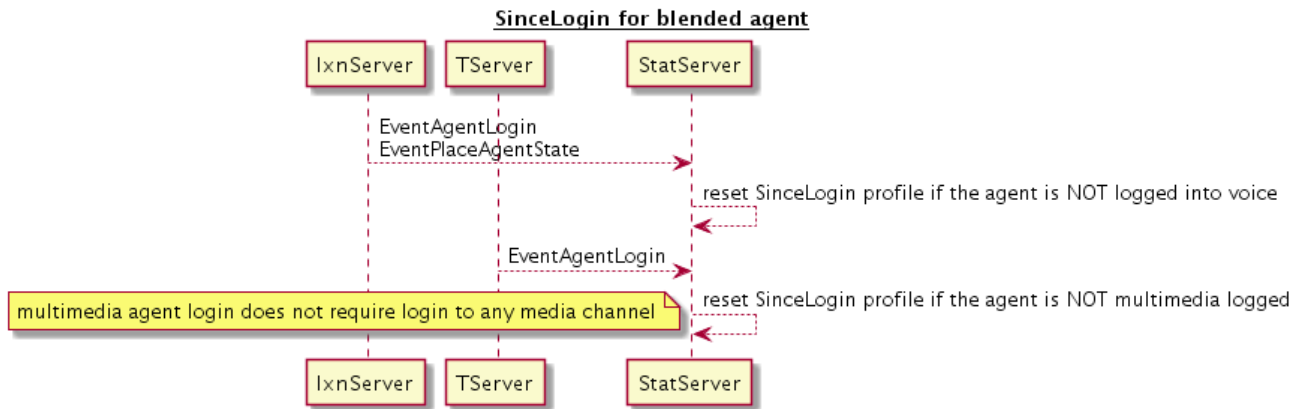 SinceLogin for blended agent
IxnServer
TServer
StatServer
EventAgentLogin
EventPlaceAgentState
reset SinceLogin profile if the agent is NOT logged into voice
EventAgentLogin
multimedia agent login does not require login to any media channel
reset SinceLogin profile if the agent is NOT multimedia logged
IxnServer
TServer
StatServer